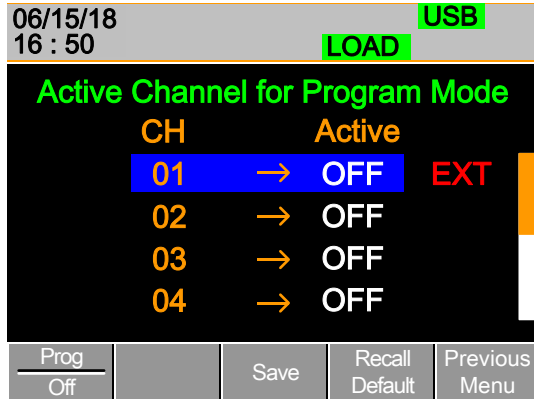 06/15/18 USB
16 : 50 LOAD
Active Channel for Program Mode
CH Active
01 → OFF EXT
02 → OFF
03 → OFF
04 → OFF
Prog Recall Previous
Save
Off Default Menu